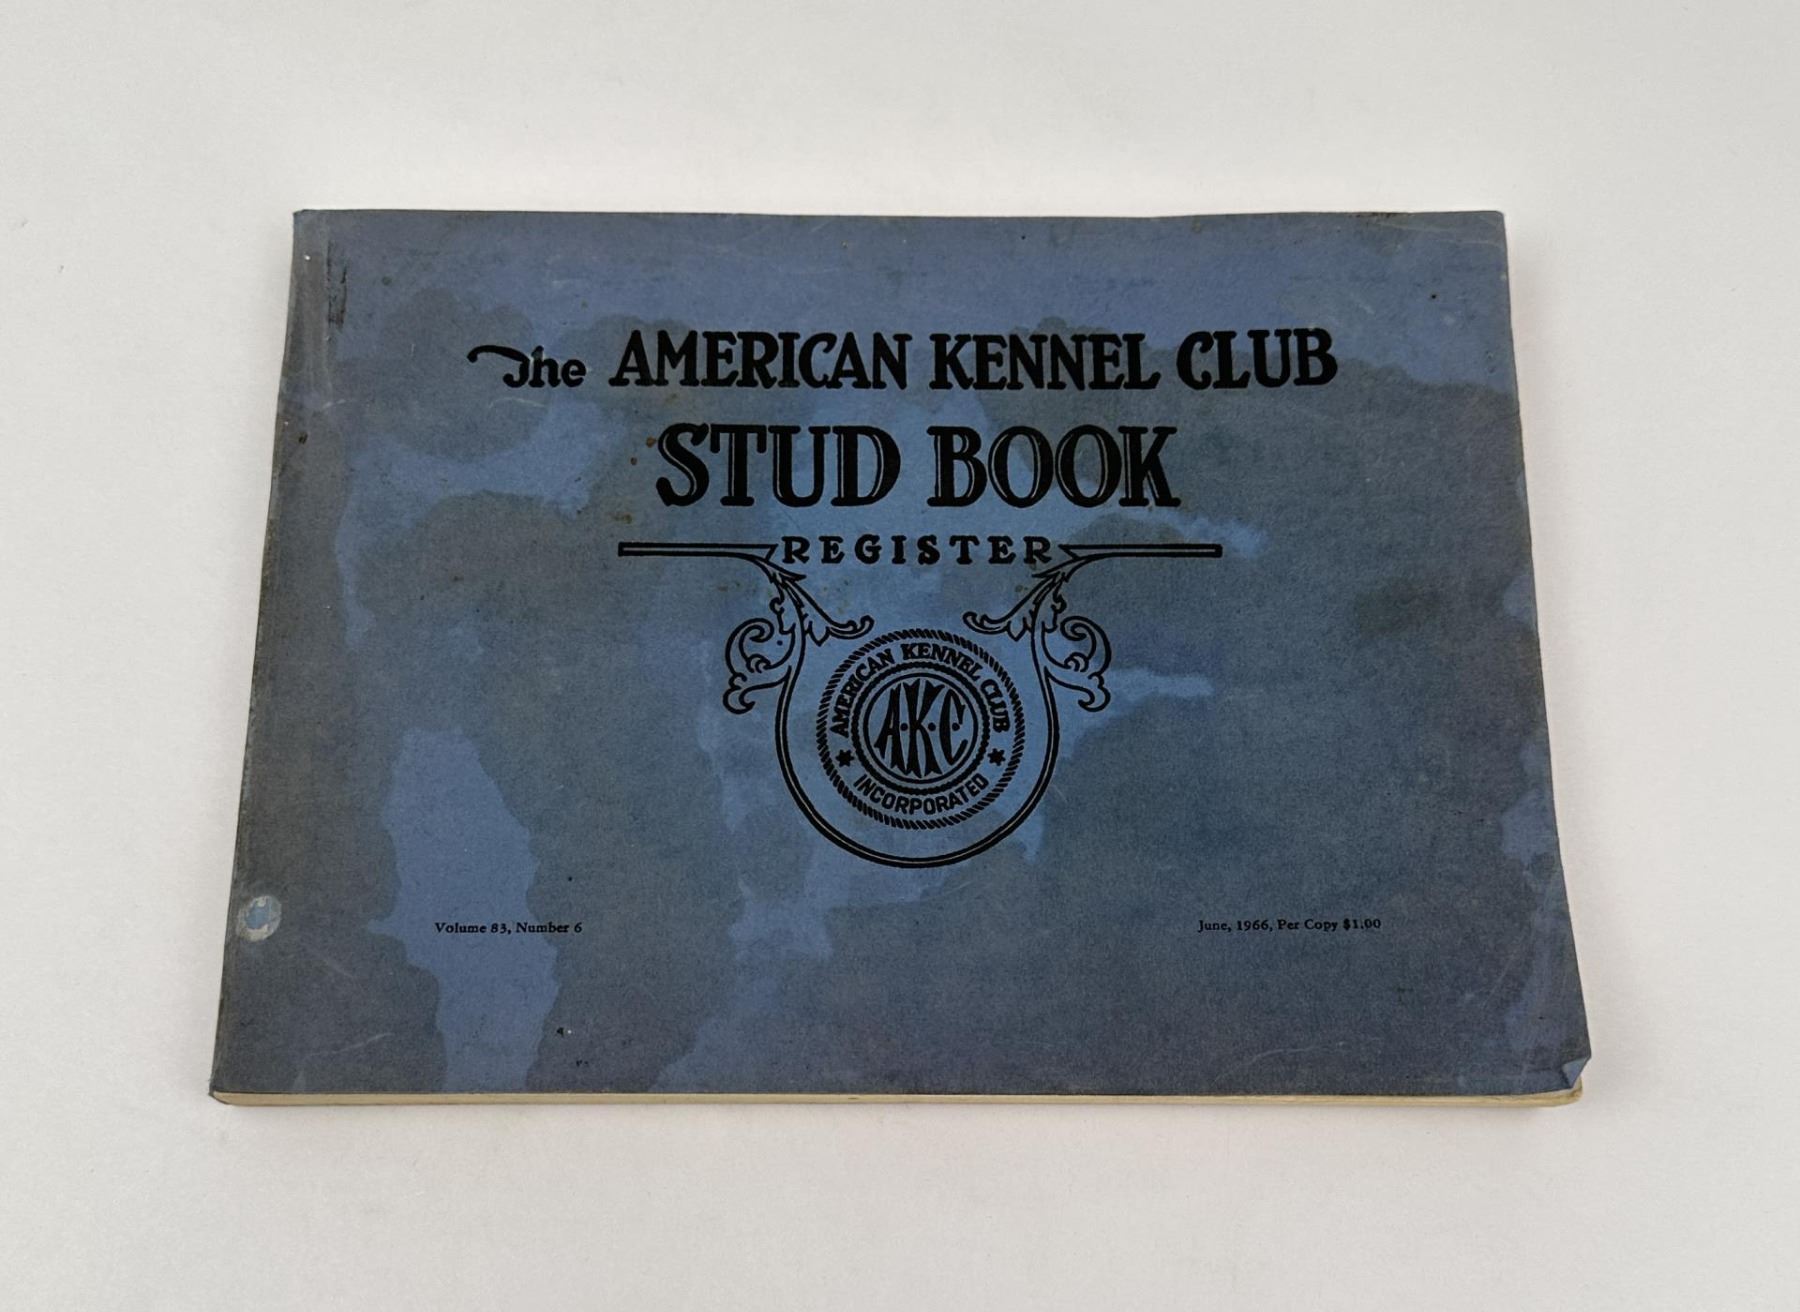 The AMERICAN KENNEL CLUB
STUD BOOK
REGISTER
AMERICAN KENNEL CLUB
A·K·C
INCORPORATED
Volume 83, Number 6
June, 1966, Per Copy $1.00